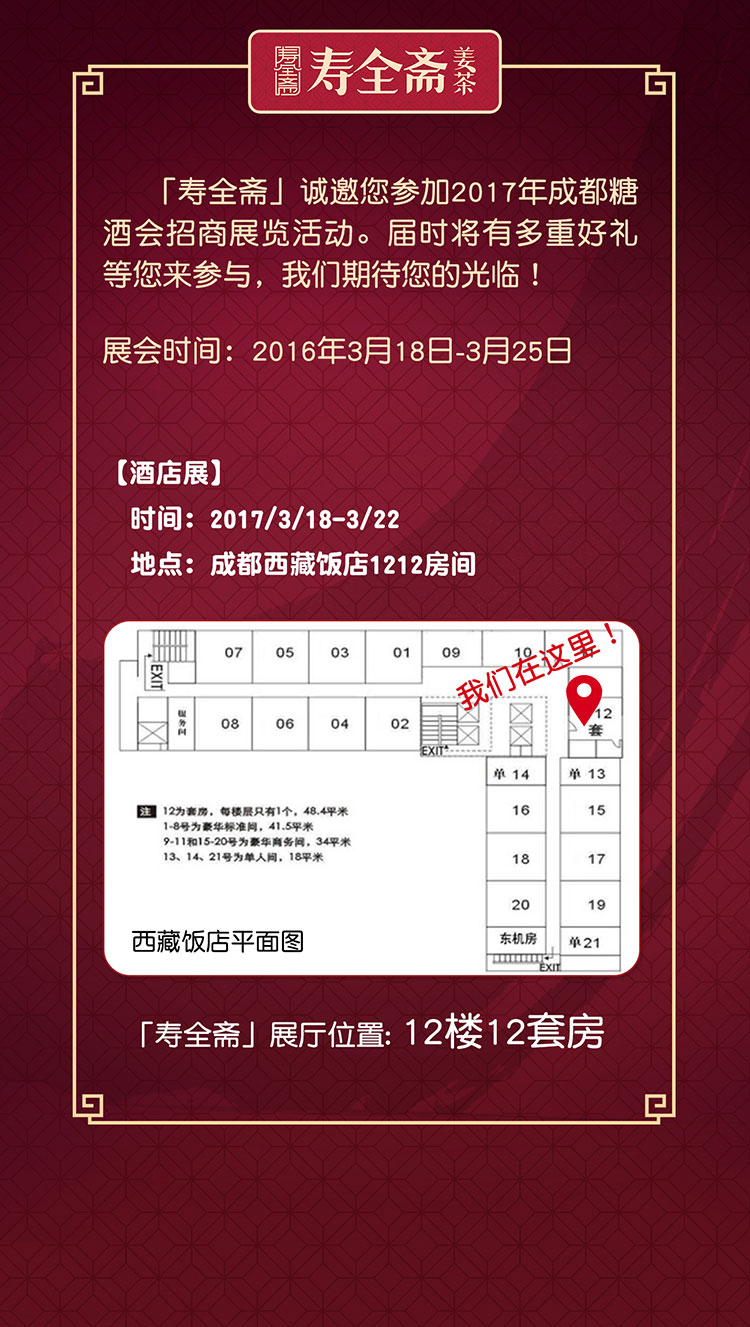 寿全斋 寿全斋 姜茶
「寿全斋」诚邀您参加2017年成都糖
酒会招商展览活动。届时将有多重好礼
等您来参与，我们期待您的光临！
展会时间：2016年3月18日-3月25日
【酒店展】
时间：2017/3/18-3/22
地点：成都西藏饭店1212房间
我们在这里！
07 05 03 01 09 10
EXIT
服务间 08 06 04 02
EXIT
12
套
单 14 单 13
16 15
18 17
20 19
东机房 单21
EXIT
注 12为套房，每楼层只有1个，48.4平米
1-8号为豪华标准间，41.5平米
9-11和15-20号为豪华商务间，34平米
13、14、21号为单人间，18平米
西藏饭店平面图
「寿全斋」展厅位置: 12楼12套房